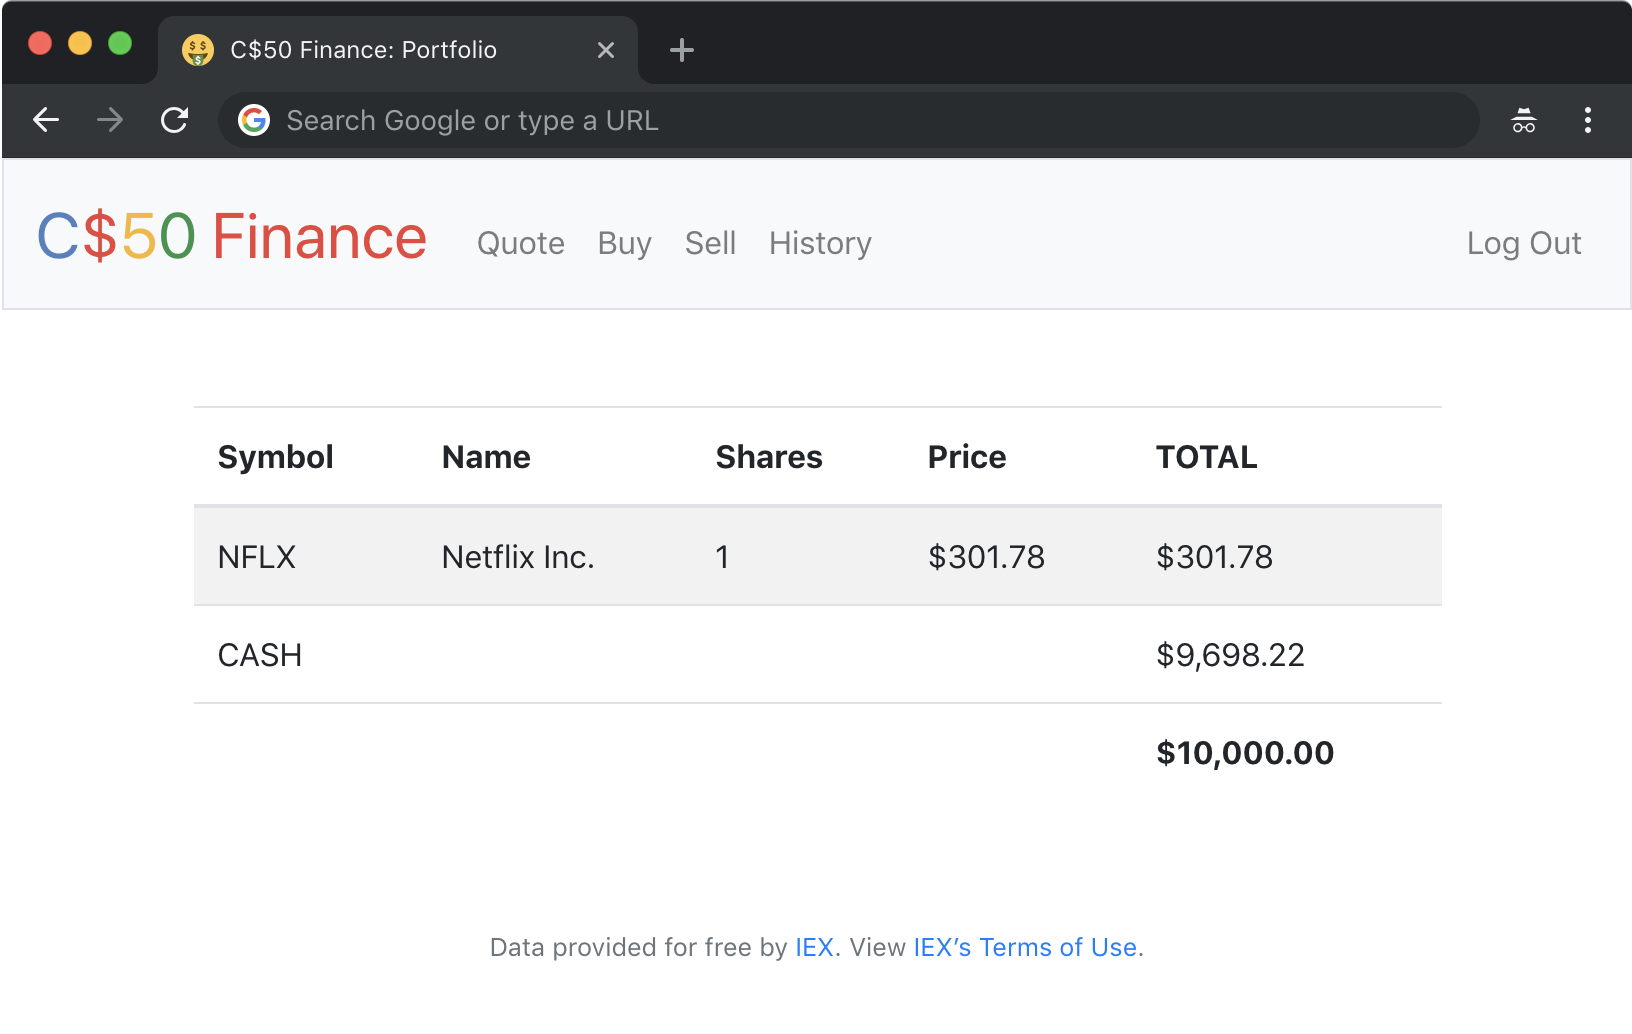 C$50 Finance: Portfolio
Search Google or type a URL
C$50 Finance Quote Buy Sell History Log Out
Symbol Name Shares Price TOTAL
NFLX Netflix Inc. 1 $301.78 $301.78
CASH $9,698.22
$10,000.00
Data provided for free by IEX. View IEX’s Terms of Use.